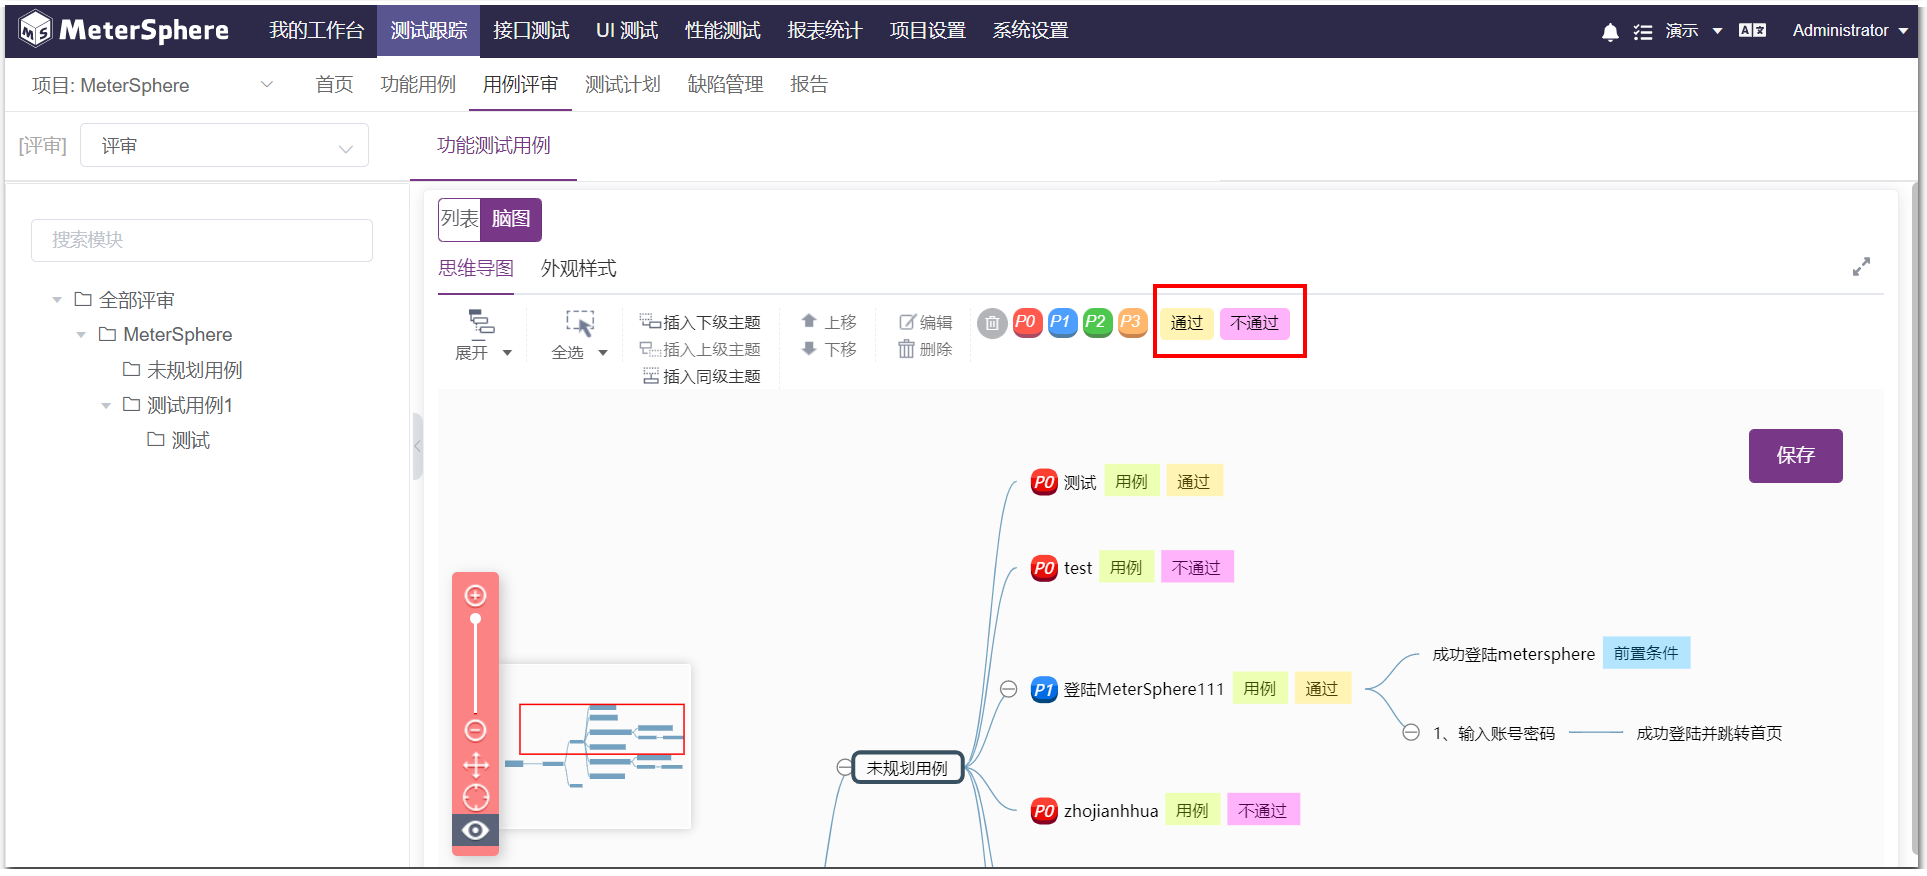 MeterSphere 我的工作台 测试跟踪 接口测试 UI 测试 性能测试 报表统计 项目设置 系统设置 演示 Administrator
项目: MeterSphere 首页 功能用例 用例评审 测试计划 缺陷管理 报告
[评审] 评审 功能测试用例
搜索模块
全部评审
MeterSphere
未规划用例
测试用例1
测试
列表 脑图
思维导图 外观样式
展开 全选
插入下级主题
插入上级主题
插入同级主题
上移
下移
编辑
删除
P0 P1 P2 P3 通过 不通过
保存
P0 测试 用例 通过
P0 test 用例 不通过
P1 登陆MeterSphere111 用例 通过
成功登陆metersphere 前置条件
1、输入账号密码 成功登陆并跳转首页
未规划用例
P0 zhojianhhua 用例 不通过